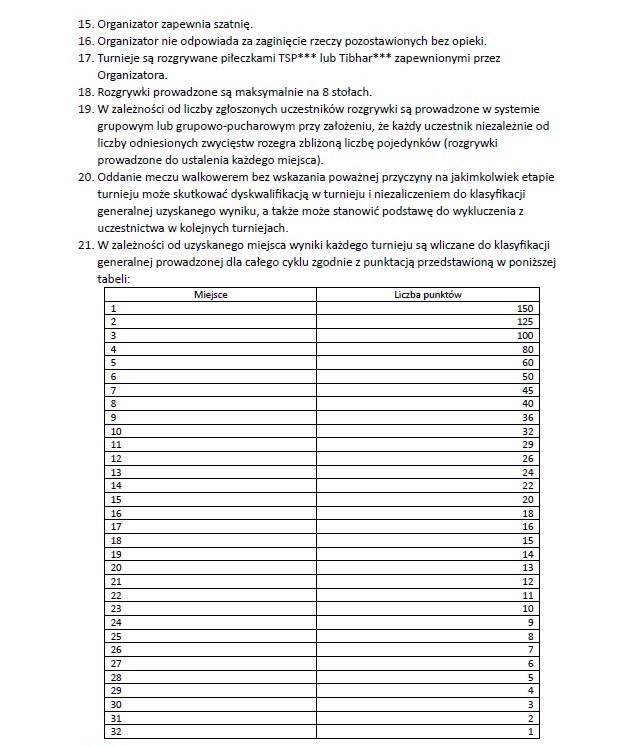 15. Organizator zapewnia szatnię.
16. Organizator nie odpowiada za zaginięcie rzeczy pozostawionych bez opieki.
17. Turnieje są rozgrywane piłeczkami TSP*** lub Tibhar*** zapewnionymi przez
Organizatora.
18. Rozgrywki prowadzone są maksymalnie na 8 stołach.
19. W zależności od liczby zgłoszonych uczestników rozgrywki są prowadzone w systemie
grupowym lub grupowo-pucharowym przy założeniu, że każdy uczestnik niezależnie od
liczby odniesionych zwycięstw rozegra zbliżoną liczbę pojedynków (rozgrywki
prowadzone do ustalenia każdego miejsca).
20. Oddanie meczu walkowerem bez wskazania poważnej przyczyny na jakimkolwiek etapie
turnieju może skutkować dyskwalifikacją w turnieju i niezaliczeniem do klasyfikacji
generalnej uzyskanego wyniku, a także może stanowić podstawę do wykluczenia z
uczestnictwa w kolejnych turniejach.
21. W zależności od uzyskanego miejsca wyniki każdego turnieju są wliczane do klasyfikacji
generalnej prowadzonej dla całego cyklu zgodnie z punktacją przedstawioną w poniższej
tabeli:
Miejsce Liczba punktów
1 150
2 125
3 100
4 80
5 60
6 50
7 45
8 40
9 36
10 32
11 29
12 26
13 24
14 22
15 20
16 18
17 16
18 15
19 14
20 13
21 12
22 11
23 10
24 9
25 8
26 7
27 6
28 5
29 4
30 3
31 2
32 1